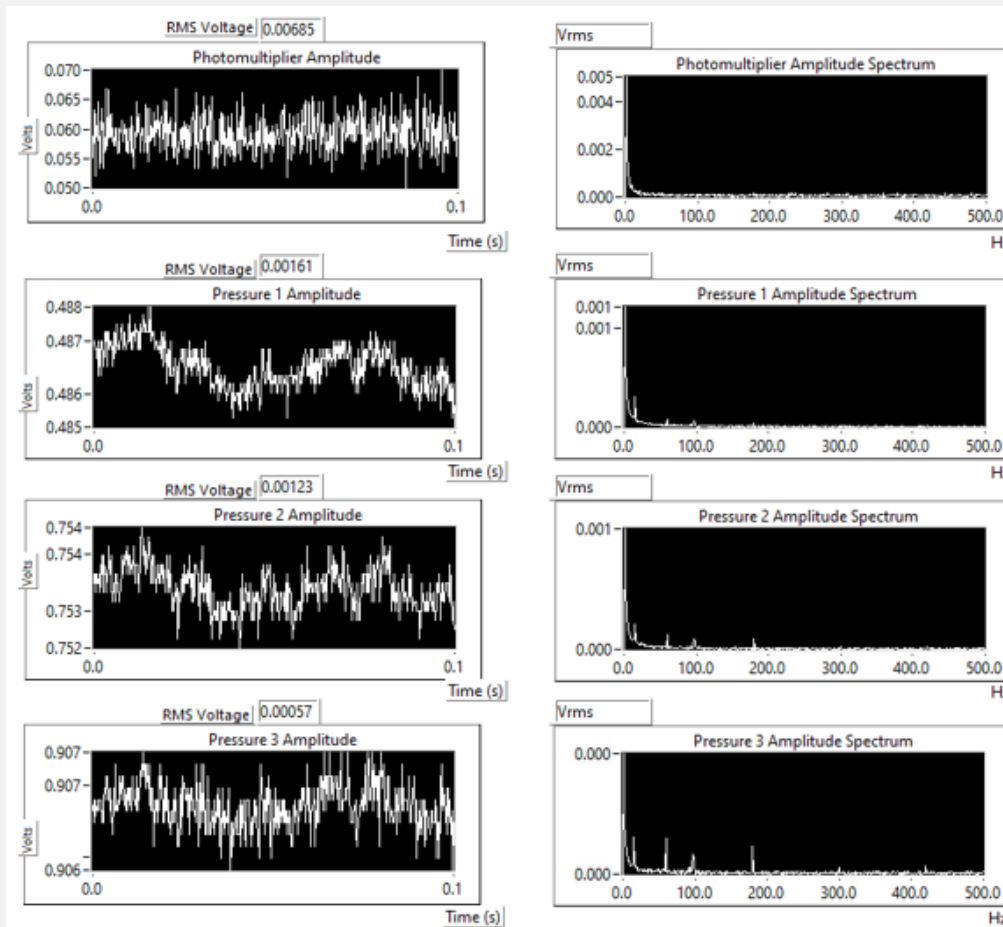 RMS Voltage 0.00685
Photomultiplier Amplitude
0.070
0.065
0.060
0.055
0.050
Volts
0.0 0.1
Time (s)
Vrms
Photomultiplier Amplitude Spectrum
0.005
0.004
0.002
0.000
0.0 100.0 200.0 300.0 400.0 500.0
H
RMS Voltage 0.00161
Pressure 1 Amplitude
0.488
0.487
0.486
0.485
Volts
0.0 0.1
Time (s)
Vrms
Pressure 1 Amplitude Spectrum
0.001
0.001
0.000
0.0 100.0 200.0 300.0 400.0 500.0
H
RMS Voltage 0.00123
Pressure 2 Amplitude
0.754
0.754
0.753
0.752
Volts
0.0 0.1
Time (s)
Vrms
Pressure 2 Amplitude Spectrum
0.001
0.000
0.0 100.0 200.0 300.0 400.0 500.0
H
RMS Voltage 0.00057
Pressure 3 Amplitude
0.907
0.907
0.906
Volts
0.0 0.1
Time (s)
Vrms
Pressure 3 Amplitude Spectrum
0.000
0.000
0.0 100.0 200.0 300.0 400.0 500.0
Hz